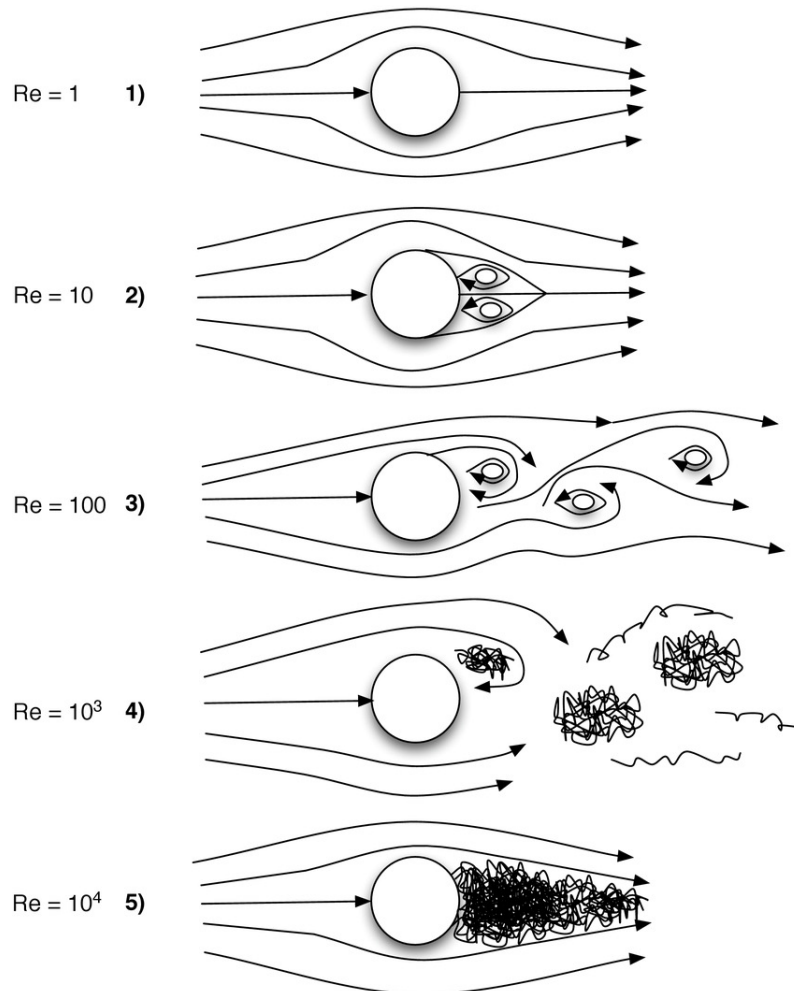 Re = 1 1)
Re = 10 2)
Re = 100 3)
Re = 10³ 4)
Re = 10⁴ 5)